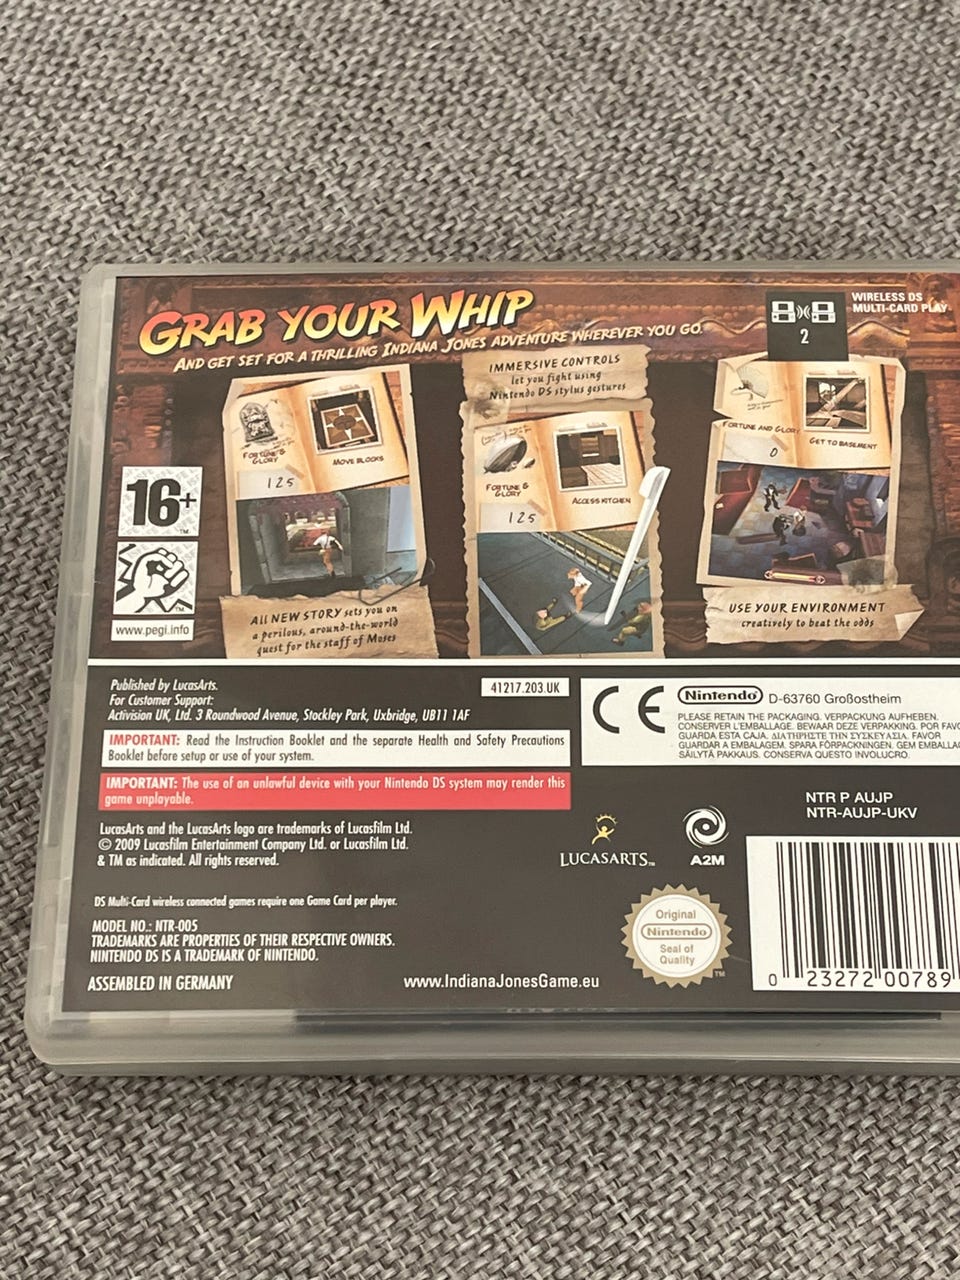 GRAB YOUR WHIP
AND GET SET FOR A THRILLING INDIANA JONES ADVENTURE WHEREVER YOU GO.
2
WIRELESS DS
MULTI-CARD PLAY
FORTUNE &
GLORY
MOVE BLOCKS
125
ALL NEW STORY sets you on
a perilous, around-the-world
quest for the staff of Moses
IMMERSIVE CONTROLS
let you fight using
Nintendo DS stylus gestures
FORTUNE &
GLORY
ACCESS KITCHEN
125
FORTUNE AND GLORY
GET TO BASEMENT
0
USE YOUR ENVIRONMENT
creatively to beat the odds
16+
TM
TM
www.pegi.info
Published by LucasArts.
For Customer Support:
Activision UK, Ltd. 3 Roundwood Avenue, Stockley Park, Uxbridge, UB11 1AF
41217.203.UK
IMPORTANT: Read the Instruction Booklet and the separate Health and Safety Precautions
Booklet before setup or use of your system.
IMPORTANT: The use of an unlawful device with your Nintendo DS system may render this
game unplayable.
LucasArts and the LucasArts logo are trademarks of Lucasfilm Ltd.
© 2009 Lucasfilm Entertainment Company Ltd. or Lucasfilm Ltd.
& TM as indicated. All rights reserved.
DS Multi-Card wireless connected games require one Game Card per player.
MODEL NO.: NTR-005
TRADEMARKS ARE PROPERTIES OF THEIR RESPECTIVE OWNERS.
NINTENDO DS IS A TRADEMARK OF NINTENDO.
ASSEMBLED IN GERMANY
www.IndianaJonesGame.eu
CE
Nintendo D-63760 Großostheim
PLEASE RETAIN THE PACKAGING. VERPACKUNG AUFHEBEN.
CONSERVER L'EMBALLAGE. BEWAAR DEZE VERPAKKING. POR FAVO
GUARDA ESTA CAJA. ΔΙΑΤΗΡΗΣΤΕ ΤΗΝ ΣΥΣΚΕΥΑΣΙΑ. FAVOR
GUARDAR A EMBALAGEM. SPARA FÖRPACKNINGEN. GEM EMBALLA
SÄILYTÄ PAKKAUS. CONSERVA QUESTO INVOLUCRO.
NTR P AUJP
NTR-AUJP-UKV
LUCASARTS™
A2M
Original
Nintendo
Seal of
Quality
TM
0 23272 00789